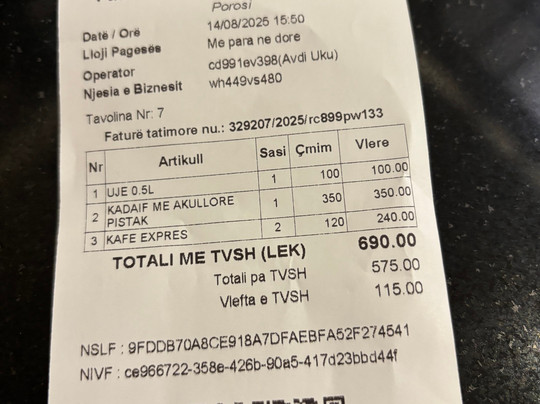 Porosi
Datë / Orë 14/08/2025 15:50
Lloji Pagesës Me para ne dore
Operator cd991ev398(Avdi Uku)
Njesia e Biznesit wh449vs480
Tavolina Nr: 7
Faturë tatimore nu.: 329207/2025/rc899pw133
Nr Artikull Sasi Çmim Vlere
1 UJE 0.5L 1 100 100.00
2 KADAIF ME AKULLORE PISTAK 1 350 350.00
3 KAFE EXPRES 2 120 240.00
TOTALI ME TVSH (LEK) 690.00
Totali pa TVSH 575.00
Vlefta e TVSH 115.00
NSLF : 9FDDB70A8CE918A7DFAEBFA52F274541
NIVF : ce966722-358e-426b-90a5-417d23bbd44f